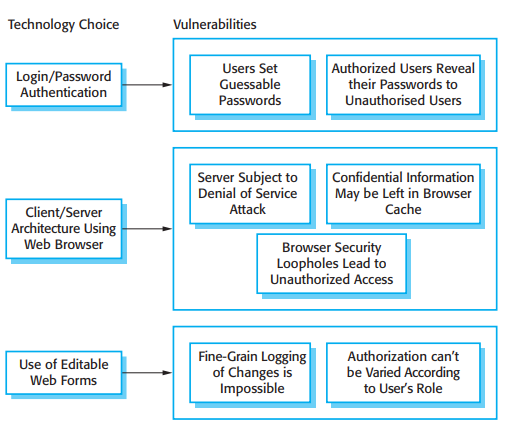 Technology Choice
Vulnerabilities
Login/Password
Authentication
Users Set
Guessable
Passwords
Authorized Users Reveal
their Passwords to
Unauthorised Users
Client/Server
Architecture Using
Web Browser
Server Subject to
Denial of Service
Attack
Confidential Information
May be Left in Browser
Cache
Browser Security
Loopholes Lead to
Unauthorized Access
Use of Editable
Web Forms
Fine-Grain Logging
of Changes is
Impossible
Authorization can't
be Varied According
to User's Role